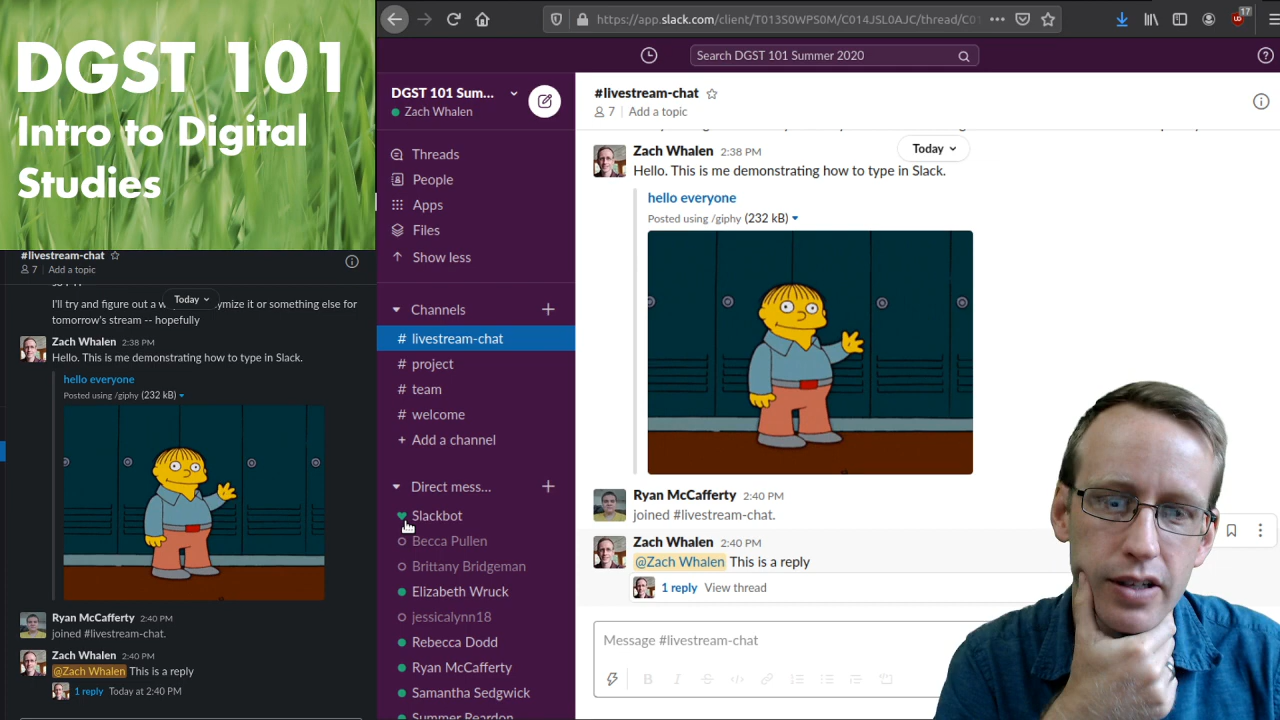 DGST 101
Intro to Digital
Studies
#livestream-chat
7 | Add a topic
Today
I'll try and figure out a w
ymize it or something else for
tomorrow's stream -- hopefully
Zach Whalen 2:38 PM
Hello. This is me demonstrating how to type in Slack.
hello everyone
Posted using /giphy (232 kB)
Ryan McCafferty 2:40 PM
joined #livestream-chat.
Zach Whalen 2:40 PM
@Zach Whalen This is a reply
1 reply Today at 2:40 PM
https://app.slack.com/client/T013S0WPS0M/C014JSL0AJC/thread/C01
17
Search DGST 101 Summer 2020
DGST 101 Sum...
Zach Whalen
Threads
People
Apps
Files
Show less
Channels
# livestream-chat
# project
# team
# welcome
+ Add a channel
Direct mess...
Slackbot
Becca Pullen
Brittany Bridgeman
Elizabeth Wruck
jessicalynn18
Rebecca Dodd
Ryan McCafferty
Samantha Sedgwick
Summer Reardon
#livestream-chat
7 | Add a topic
Today
Zach Whalen 2:38 PM
Hello. This is me demonstrating how to type in Slack.
hello everyone
Posted using /giphy (232 kB)
Ryan McCafferty 2:40 PM
joined #livestream-chat.
Zach Whalen 2:40 PM
@Zach Whalen This is a reply
1 reply View thread
Message #livestream-chat